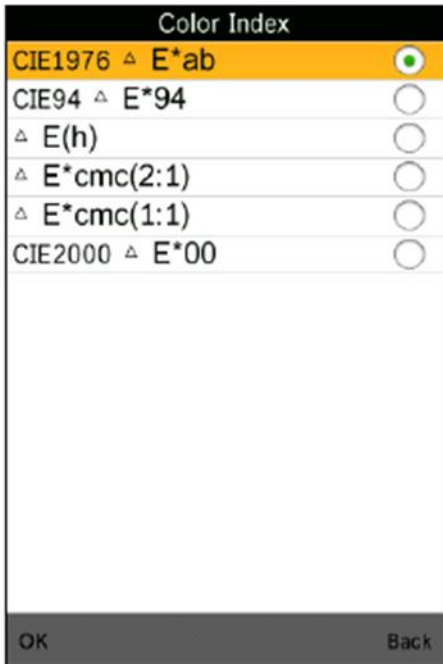 Color Index
CIE1976 △ E*ab
CIE94 △ E*94
△ E(h)
△ E*cmc(2:1)
△ E*cmc(1:1)
CIE2000 △ E*00
OK Back